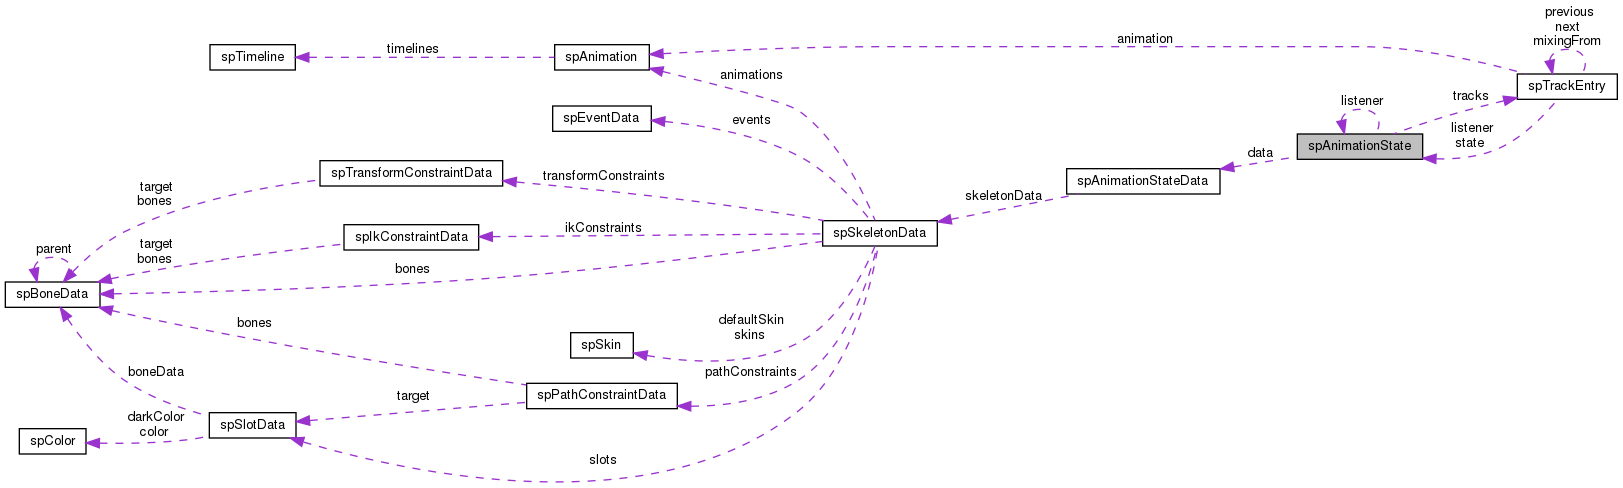 previous
next
mixingFrom
animation
timelines
spTimeline
spAnimation
animations
spTrackEntry
tracks
listener
events
spEventData
listener
state
spAnimationState
data
spTransformConstraintData
transformConstraints
spAnimationStateData
target
bones
skeletonData
ikConstraints
spIkConstraintData
spSkeletonData
parent
target
bones
bones
spBoneData
bones
defaultSkin
skins
spSkin
boneData
pathConstraints
spPathConstraintData
target
darkColor
color
spSlotData
spColor
slots